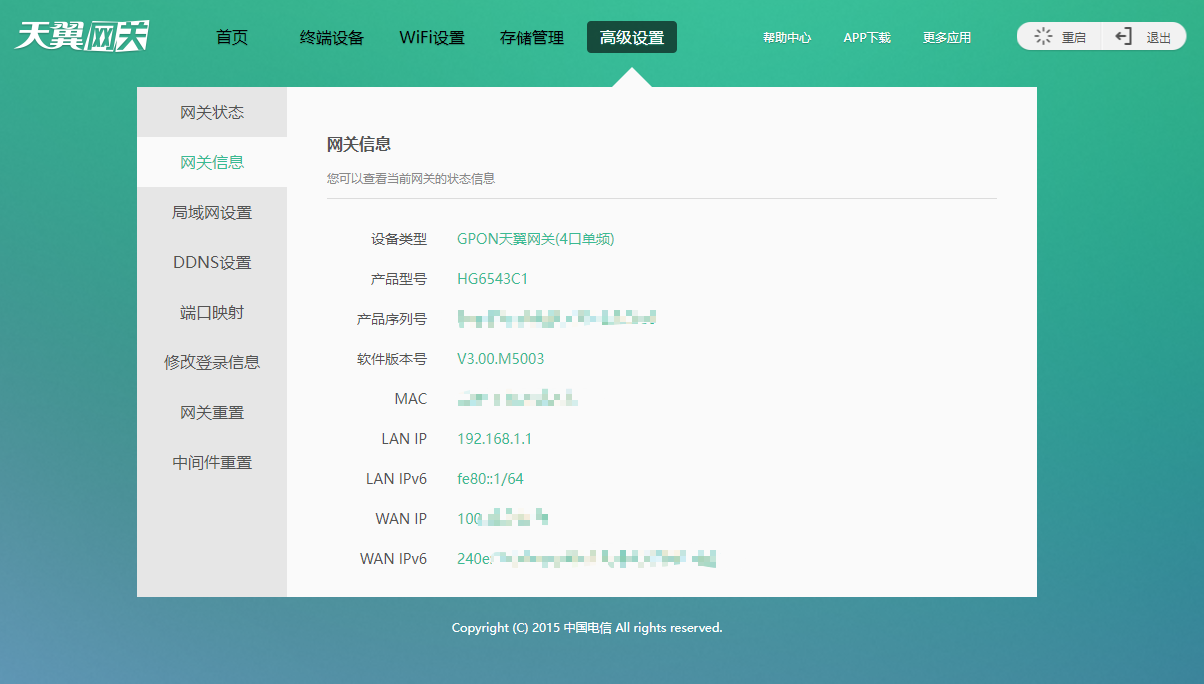 天翼网关
首页 终端设备 WiFi设置 存储管理 高级设置 帮助中心 APP下载 更多应用 重启 退出
网关状态
网关信息
局域网设置
DDNS设置
端口映射
修改登录信息
网关重置
中间件重置
网关信息
您可以查看当前网关的状态信息
设备类型 GPON天翼网关(4口单频)
产品型号 HG6543C1
产品序列号
软件版本号 V3.00.M5003
MAC
LAN IP 192.168.1.1
LAN IPv6 fe80::1/64
WAN IP 100
WAN IPv6 240e:
Copyright (C) 2015 中国电信 All rights reserved.